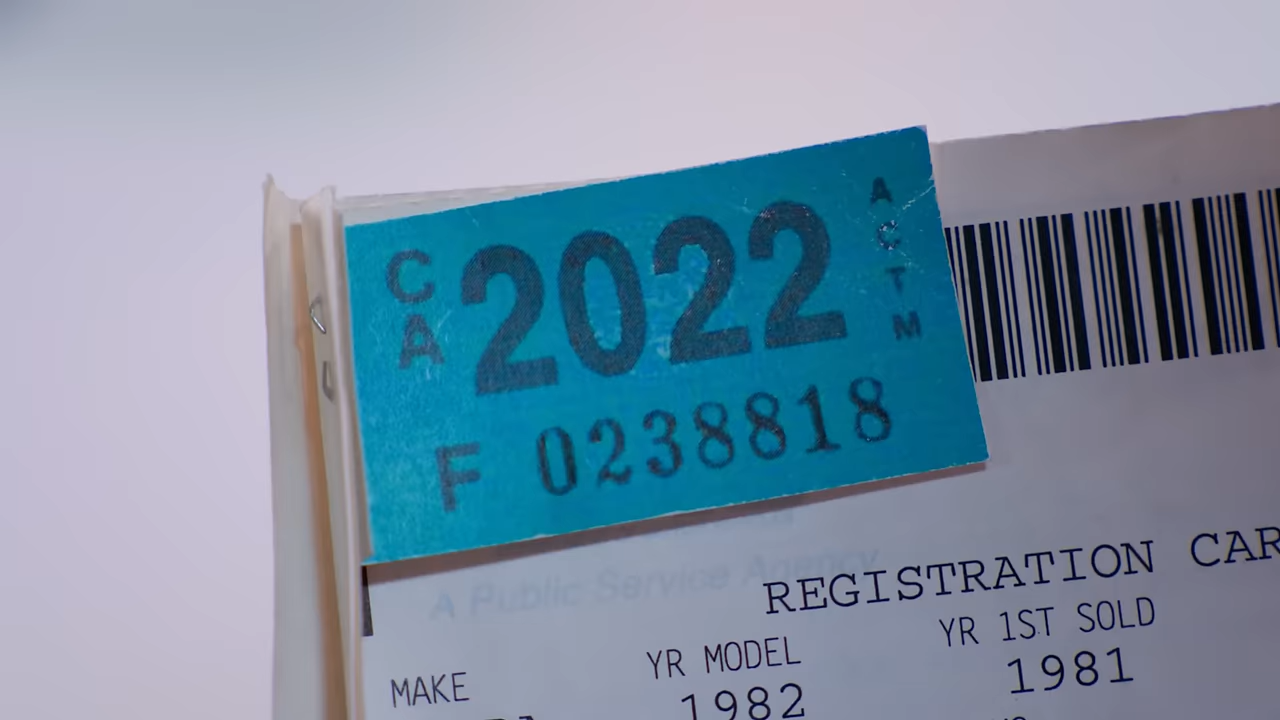 CA 2022 ACTM
F 0238818
A Public Service Agency
REGISTRATION CAR
MAKE YR MODEL YR 1ST SOLD
1982 1981